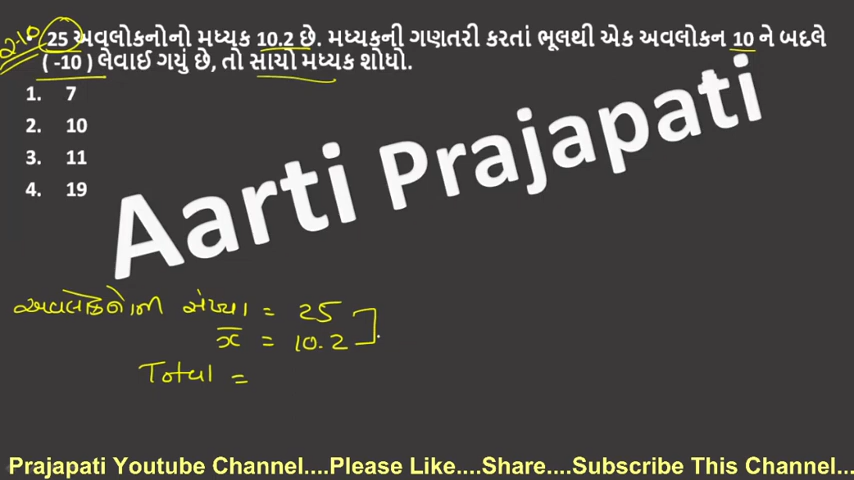 25 અવલોકનોનો મધ્યક 10.2 છે. મધ્યકની ગણતરી કરતાં ભૂલથી એક અવલોકન 10 ને બદલે
( -10 ) લેવાઈ ગયું છે, તો સાચો મધ્યક શોધો.
1. 7
2. 10
3. 11
4. 19
Aarti Prajapati
અવલોકનોની સંખ્યા = 25
x̅ = 10.2
Total =
Prajapati Youtube Channel....Please Like....Share....Subscribe This Channel...